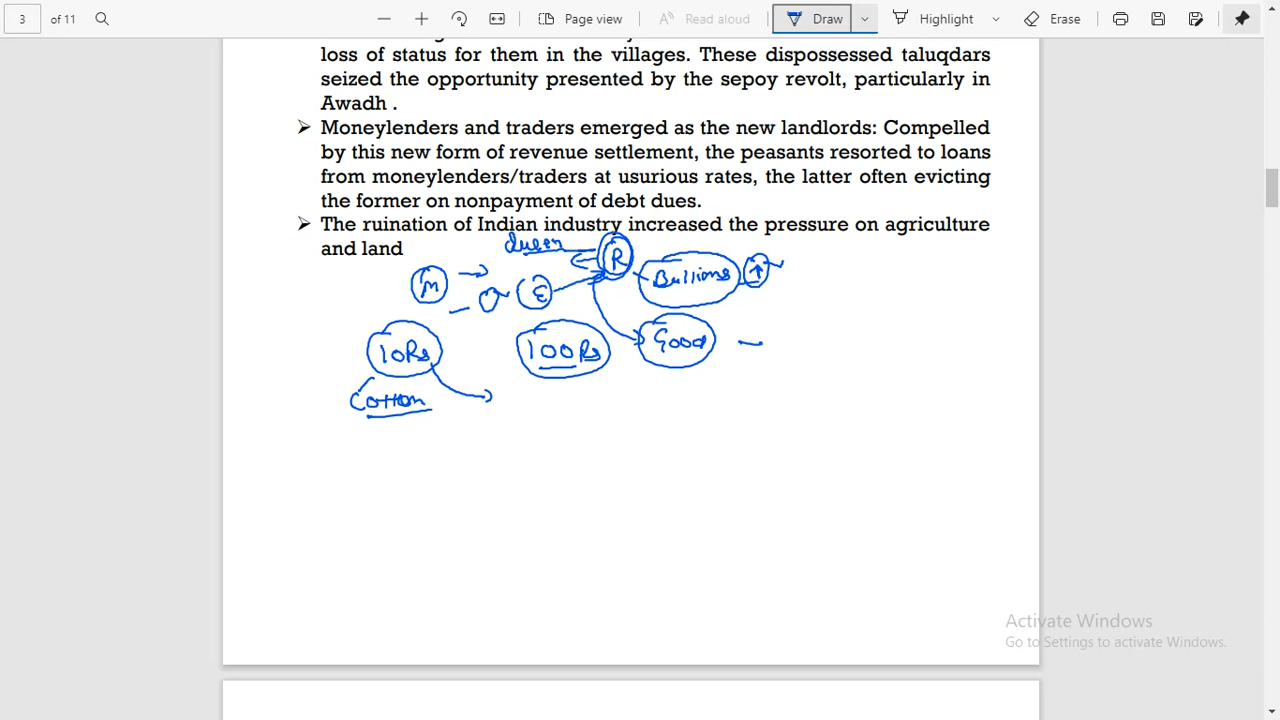 3 of 11 Page view Read aloud Draw Highlight Erase
loss of status for them in the villages. These dispossessed taluqdars
seized the opportunity presented by the sepoy revolt, particularly in
Awadh .
➢ Moneylenders and traders emerged as the new landlords: Compelled
by this new form of revenue settlement, the peasants resorted to loans
from moneylenders/traders at usurious rates, the latter often evicting
the former on nonpayment of debt dues.
➢ The ruination of Indian industry increased the pressure on agriculture
and land
Queen R
M E Bullions ↑
10Rs 100Rs Good
Cotton
Activate Windows
Go to Settings to activate Windows.